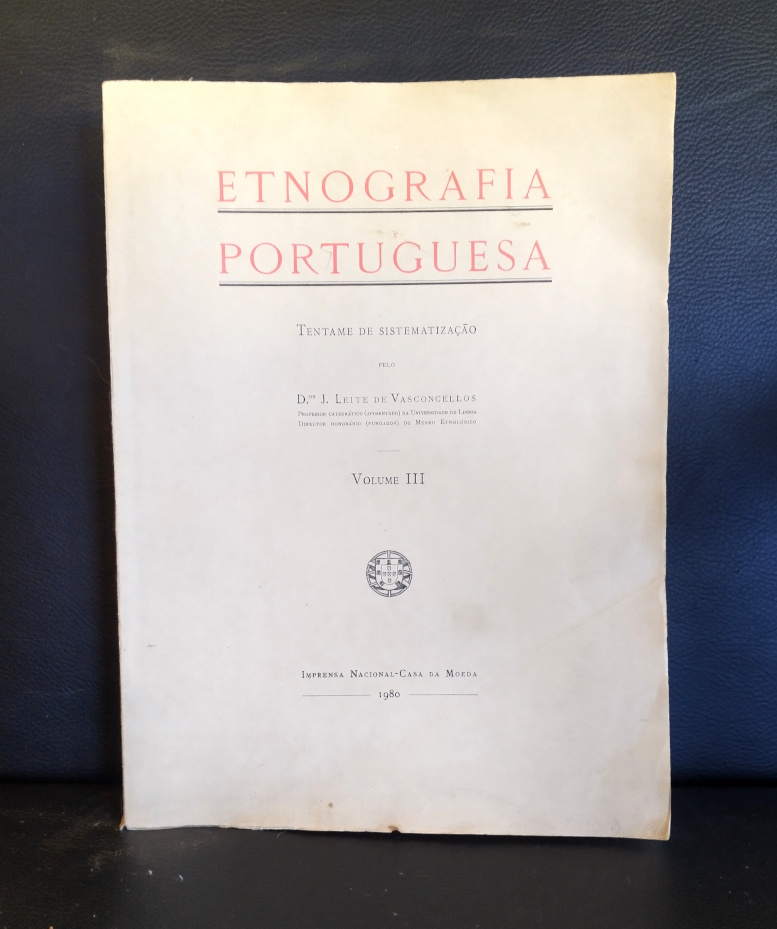 ETNOGRAFIA
PORTUGUESA
TENTAME DE SISTEMATIZAÇÃO
PELO
D.OR J. LEITE DE VASCONCELLOS
PROFESSOR CATEDRÁTICO (APOSENTADO) DA UNIVERSIDADE DE LISBOA
DIRECTOR HONORÁRIO (FUNDADOR) DO MUSEU ETNOLÓGICO
VOLUME III
IMPRENSA NACIONAL-CASA DA MOEDA
1980